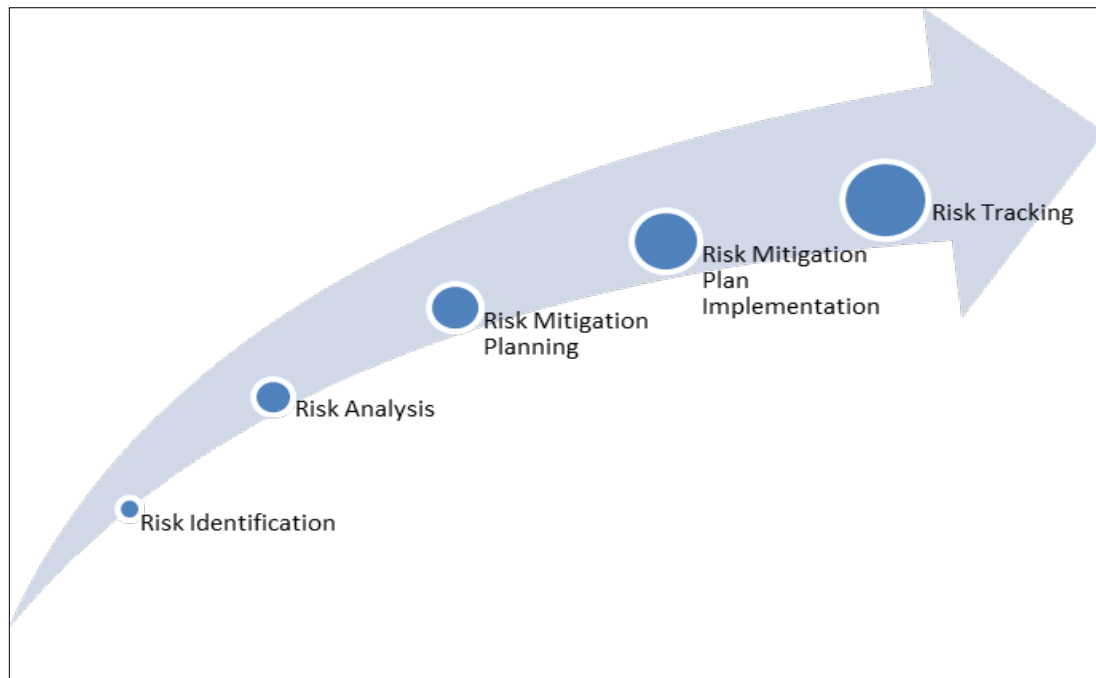 Risk Identification
Risk Analysis
Risk Mitigation
Planning
Risk Mitigation
Plan
Implementation
Risk Tracking